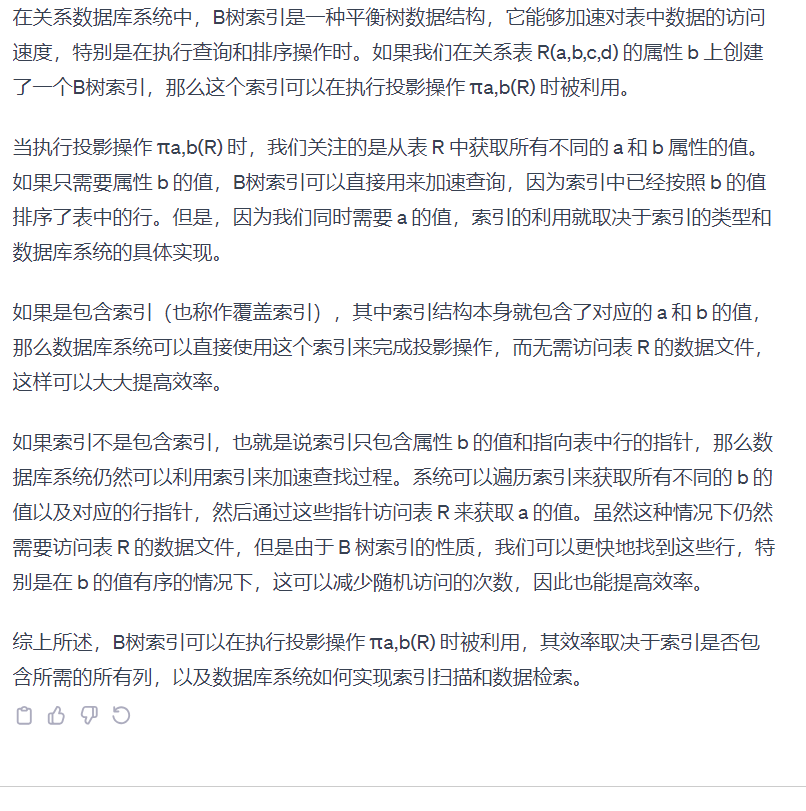 在关系数据库系统中，B树索引是一种平衡树数据结构，它能够加速对表中数据的访问
速度，特别是在执行查询和排序操作时。如果我们在关系表 R(a,b,c,d) 的属性 b 上创建
了一个B树索引，那么这个索引可以在执行投影操作 πa,b(R) 时被利用。
当执行投影操作 πa,b(R) 时，我们关注的是从表 R 中获取所有不同的 a 和 b 属性的值。
如果只需要属性 b 的值，B树索引可以直接用来加速查询，因为索引中已经按照 b 的值
排序了表中的行。但是，因为我们同时需要 a 的值，索引的利用就取决于索引的类型和
数据库系统的具体实现。
如果是包含索引（也称作覆盖索引），其中索引结构本身就包含了对应的 a 和 b 的值，
那么数据库系统可以直接使用这个索引来完成投影操作，而无需访问表 R 的数据文件，
这样可以大大提高效率。
如果索引不是包含索引，也就是说索引只包含属性 b 的值和指向表中行的指针，那么数
据库系统仍然可以利用索引来加速查找过程。系统可以遍历索引来获取所有不同的 b 的
值以及对应的行指针，然后通过这些指针访问表 R 来获取 a 的值。虽然这种情况下仍然
需要访问表 R 的数据文件，但是由于 B 树索引的性质，我们可以更快地找到这些行，特
别是在 b 的值有序的情况下，这可以减少随机访问的次数，因此也能提高效率。
综上所述，B树索引可以在执行投影操作 πa,b(R) 时被利用，其效率取决于索引是否包
含所需的所有列，以及数据库系统如何实现索引扫描和数据检索。